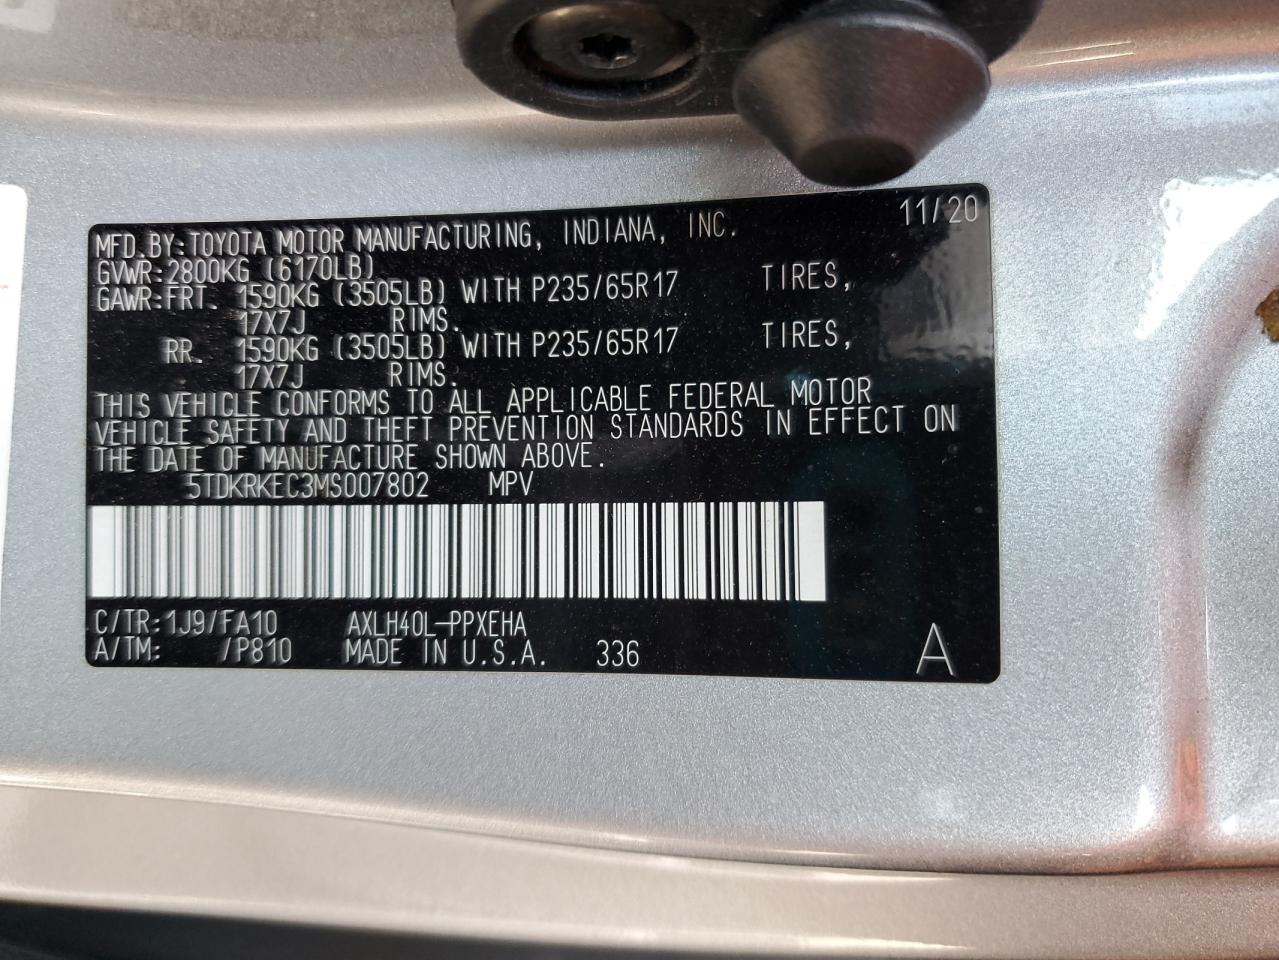 11/20
MFD.BY:TOYOTA MOTOR MANUFACTURING, INDIANA, INC.
GVWR:2800KG (6170LB)
GAWR:FRT. 1590KG (3505LB) WITH P235/65R17 TIRES,
17X7J RIMS.
RR. 1590KG (3505LB) WITH P235/65R17 TIRES,
17X7J RIMS.
THIS VEHICLE CONFORMS TO ALL APPLICABLE FEDERAL MOTOR
VEHICLE SAFETY AND THEFT PREVENTION STANDARDS IN EFFECT ON
THE DATE OF MANUFACTURE SHOWN ABOVE.
5TDKRKEC3MS007802 MPV
C/TR:1J9/FA10 AXLH40L-PPXEHA
A/TM: /P810 MADE IN U.S.A. 336 A